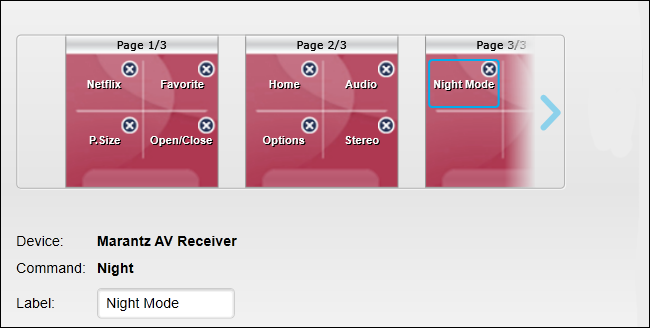 Page 1/3 Page 2/3 Page 3/3
Netflix Favorite Home Audio Night Mode
P.Size Open/Close Options Stereo
Device: Marantz AV Receiver
Command: Night
Label: Night Mode